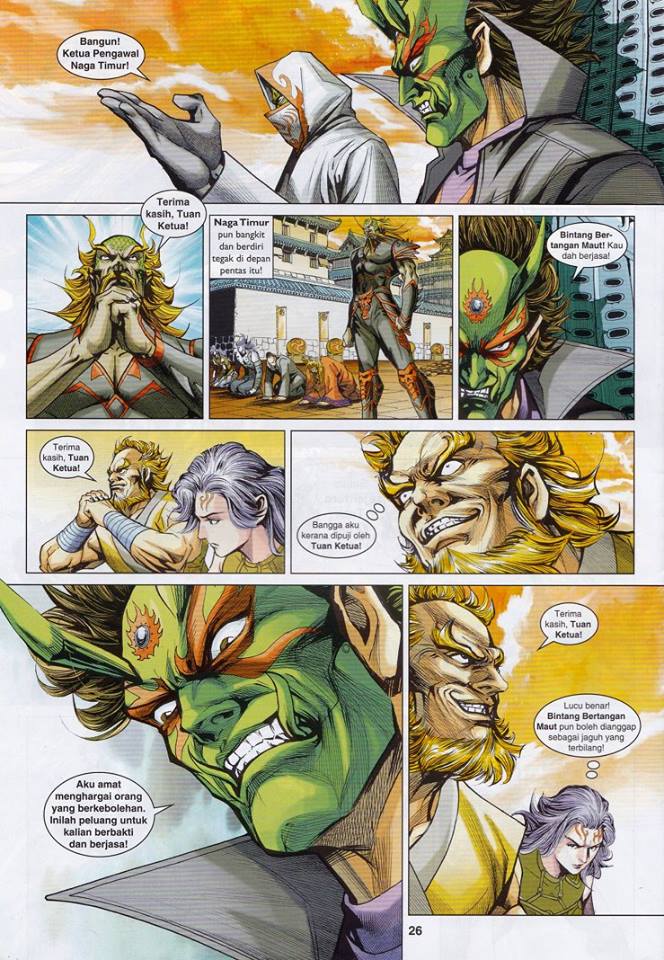 Bangun!
Ketua Pengawal
Naga Timur!
Terima
kasih, Tuan
Ketua!
Naga Timur
pun bangkit
dan berdiri
tegak di depan
pentas itu!
Bintang Ber-
tangan Maut! Kau
dah berjasa!
Terima
kasih, Tuan
Ketua!
Bangga aku
kerana dipuji oleh
Tuan Ketua!
Aku amat
menghargai orang
yang berkebolehan.
Inilah peluang untuk
kalian berbakti
dan berjasa!
Terima
kasih, Tuan
Ketua!
Lucu benar!
Bintang Bertangan
Maut pun boleh dianggap
sebagai jaguh yang
terbilang!
26